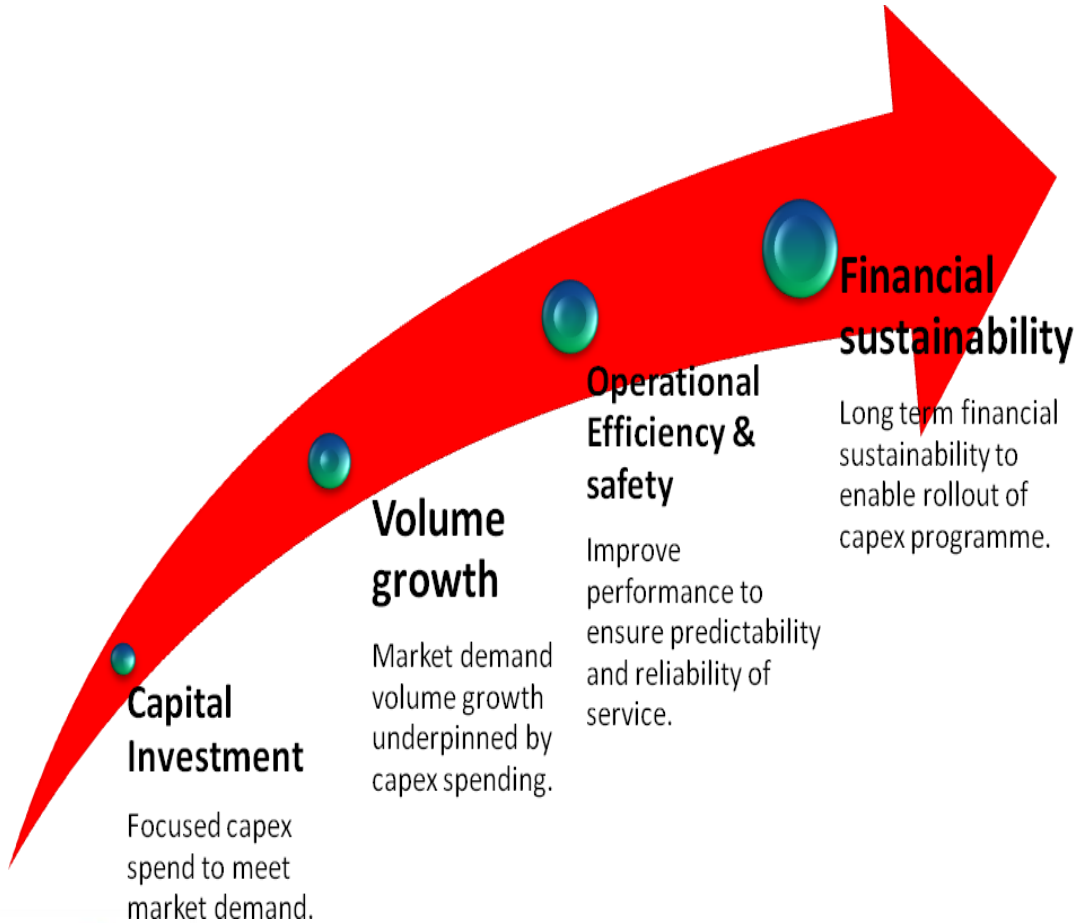 Capital
Investment
Focused capex
spend to meet
market demand.
Volume
growth
Market demand
volume growth
underpinned by
capex spending.
Operational
Efficiency &
safety
Improve
performance to
ensure predictability
and reliability of
service.
Financial
sustainability
Long term financial
sustainability to
enable rollout of
capex programme.